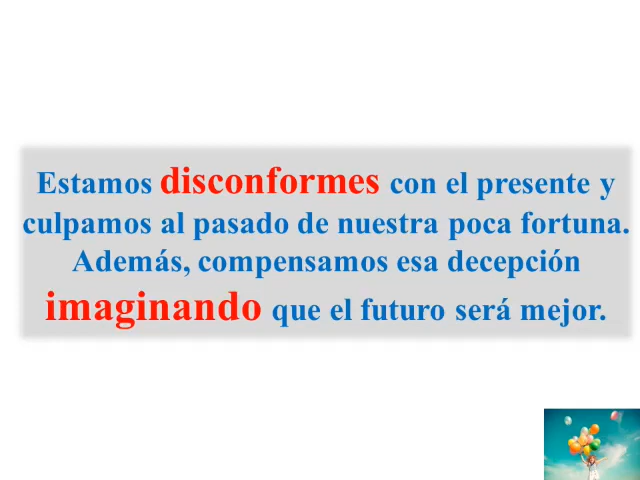 Estamos disconformes con el presente y
culpamos al pasado de nuestra poca fortuna.
Además, compensamos esa decepción
imaginando que el futuro será mejor.